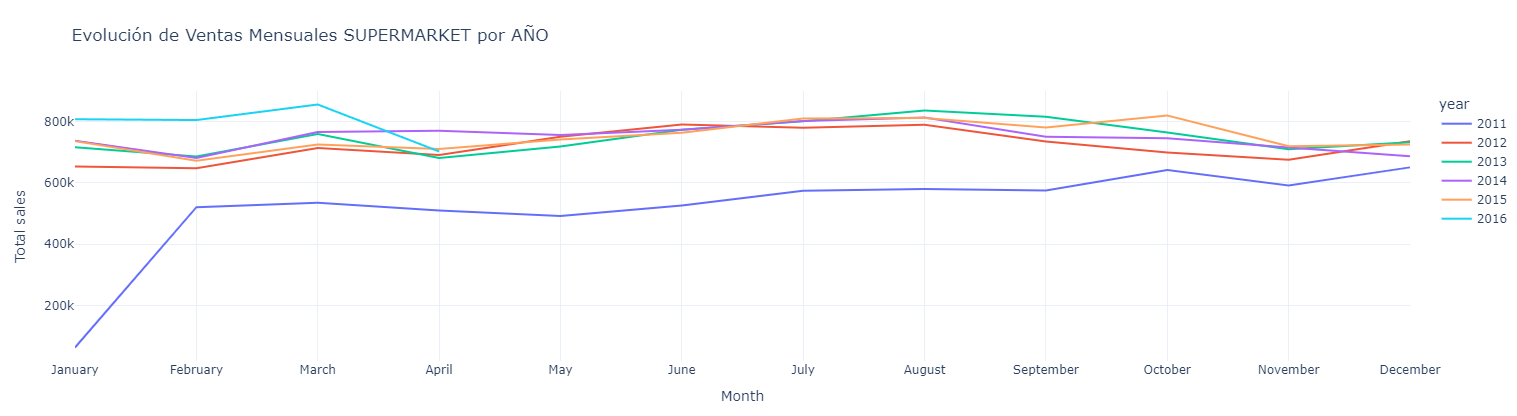 Evolución de Ventas Mensuales SUPERMARKET por AÑO
year
2011
2012
2013
2014
2015
2016
Total sales
800k
600k
400k
200k
January February March April May June July August September October November December
Month